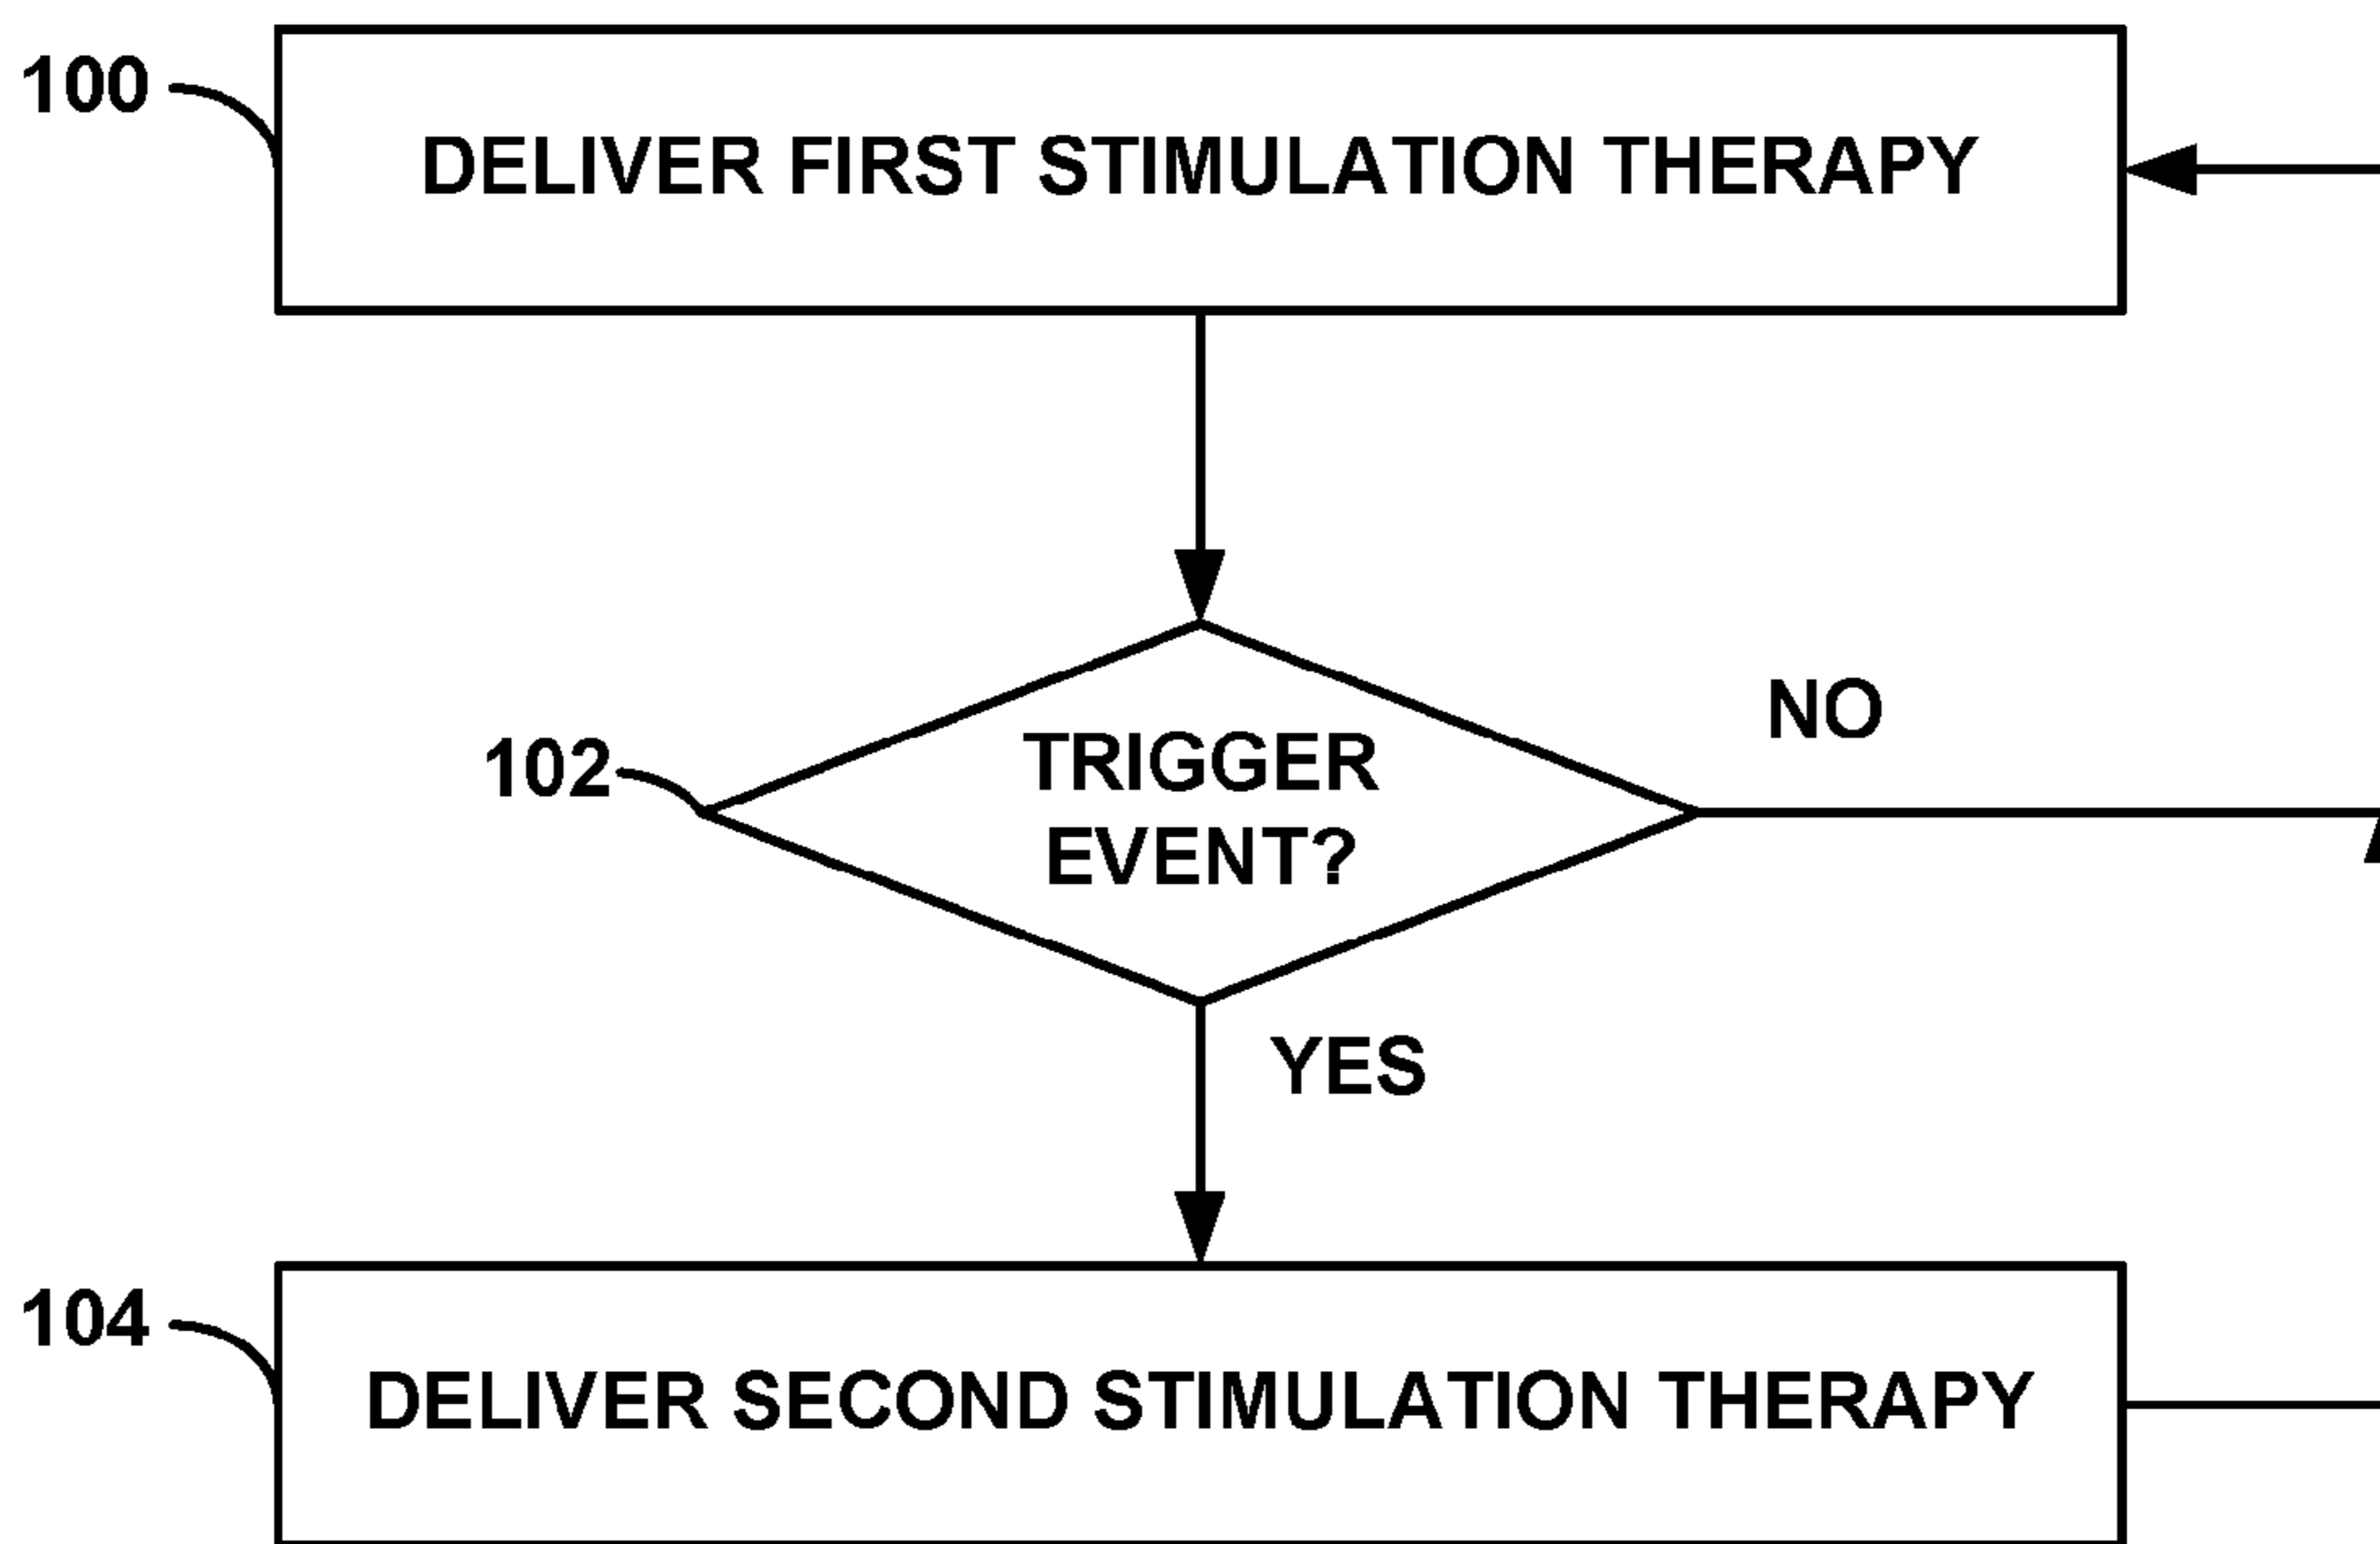 100
DELIVER FIRST STIMULATION THERAPY
NO
102
TRIGGER
EVENT?
YES
104
DELIVER SECOND STIMULATION THERAPY